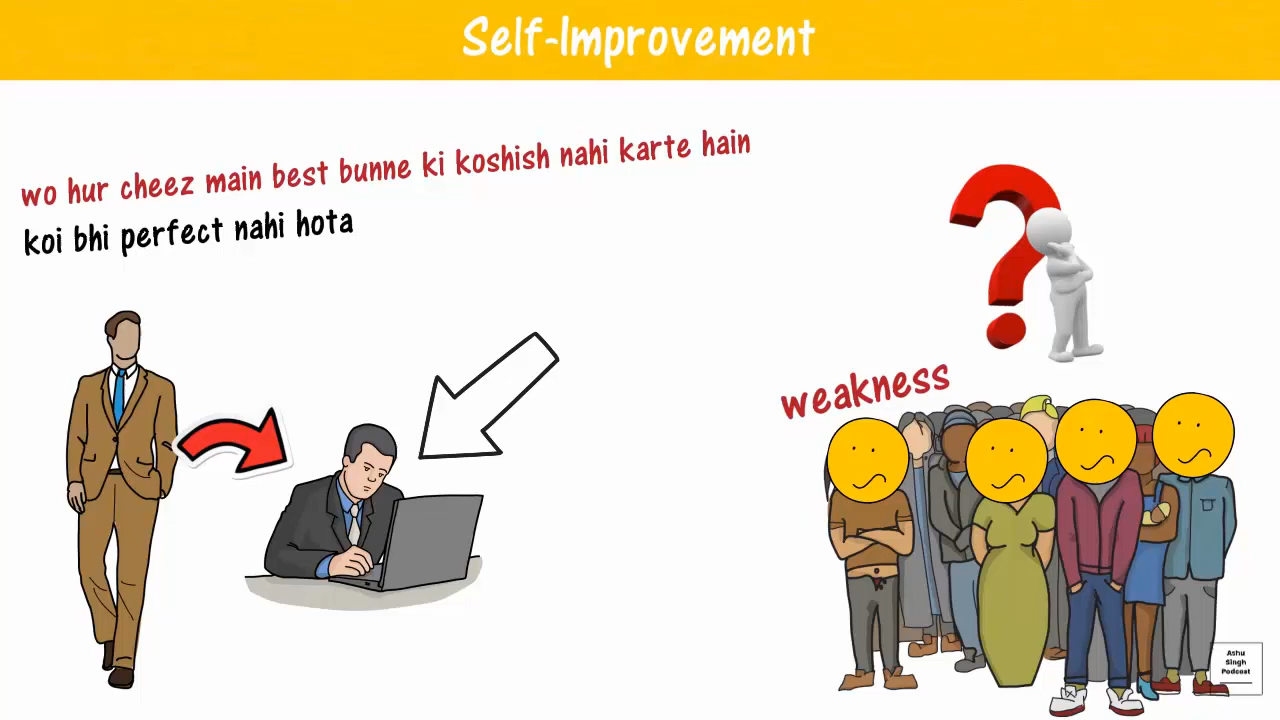 Self-Improvement
wo hur cheez main best bunne ki koshish nahi karte hain
koi bhi perfect nahi hota
weakness
Ashu
Singh
Podcast